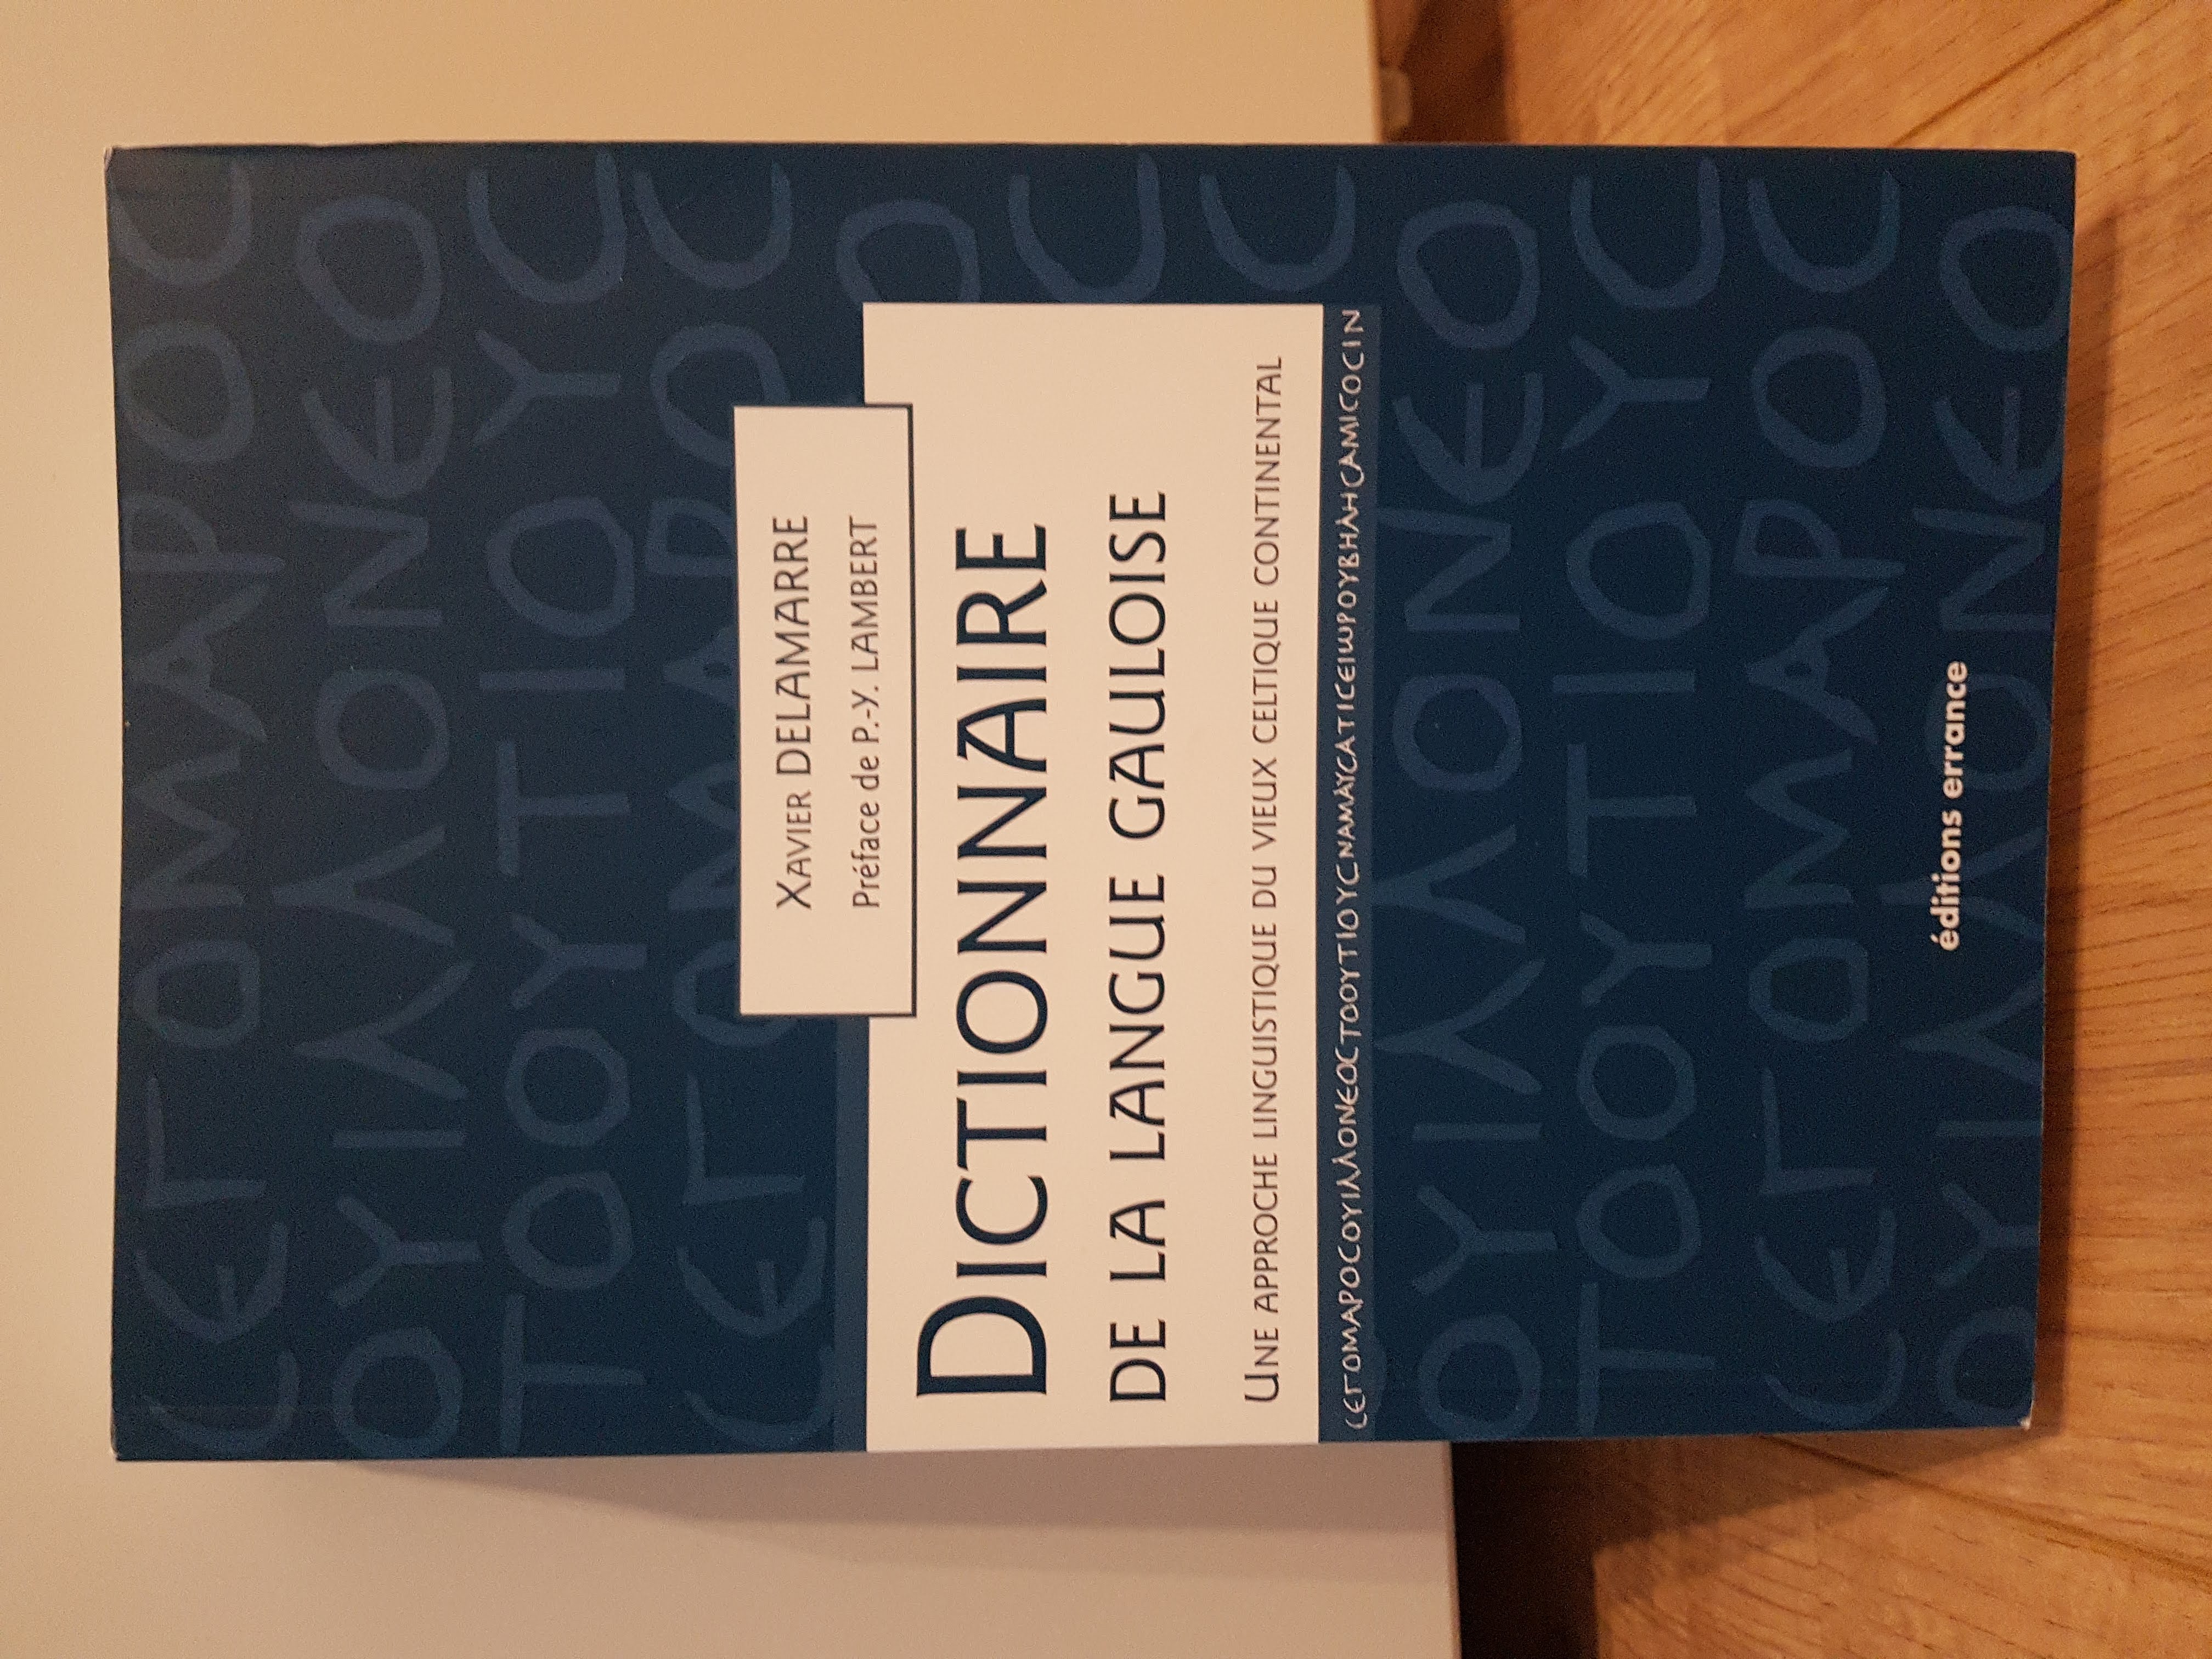 ϹΕΓΟΜΑΡΟϹ
ΟΥΙΛΛΟΝΕΟ
ΤΟΟΥΤΙΟΥϹ
ϹΕΓΟΜΑΡΟϹ
Xavier DELAMARRE
Préface de P.-Y. LAMBERT
DICTIONNAIRE
DE LA LANGUE GAULOISE
UNE APPROCHE LINGUISTIQUE DU VIEUX CELTIQUE CONTINENTAL
ϹΕΓΟΜΑΡΟϹΟΥΙΛΛΟΝΕΟϹΤΟΟΥΤΙΟΥϹΝΑΜΑΥϹΑΤΙϹΕΙωΡΟΥΒΗΛΗϹΑΜΙϹΟϹΙΝ
ΟΥΙΛΛΟΝΕΟ
ΤΟΟΥΤΙΟΥϹ
ϹΕΓΟΜΑΡΟϹ
éditions errance
ΟΥΙΛΛΟΝΕΟ